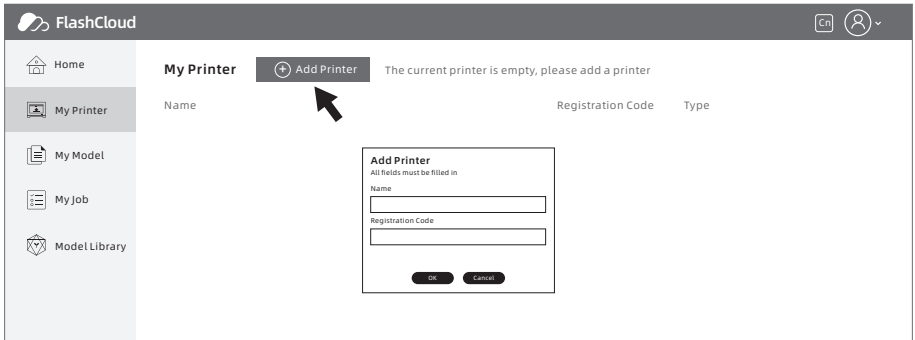 FlashCloud
Cn
Home
My Printer
My Model
My Job
Model Library
My Printer
Add Printer
The current printer is empty, please add a printer
Name
Registration Code
Type
Add Printer
All fields must be filled in
Name
Registration Code
OK
Cancel